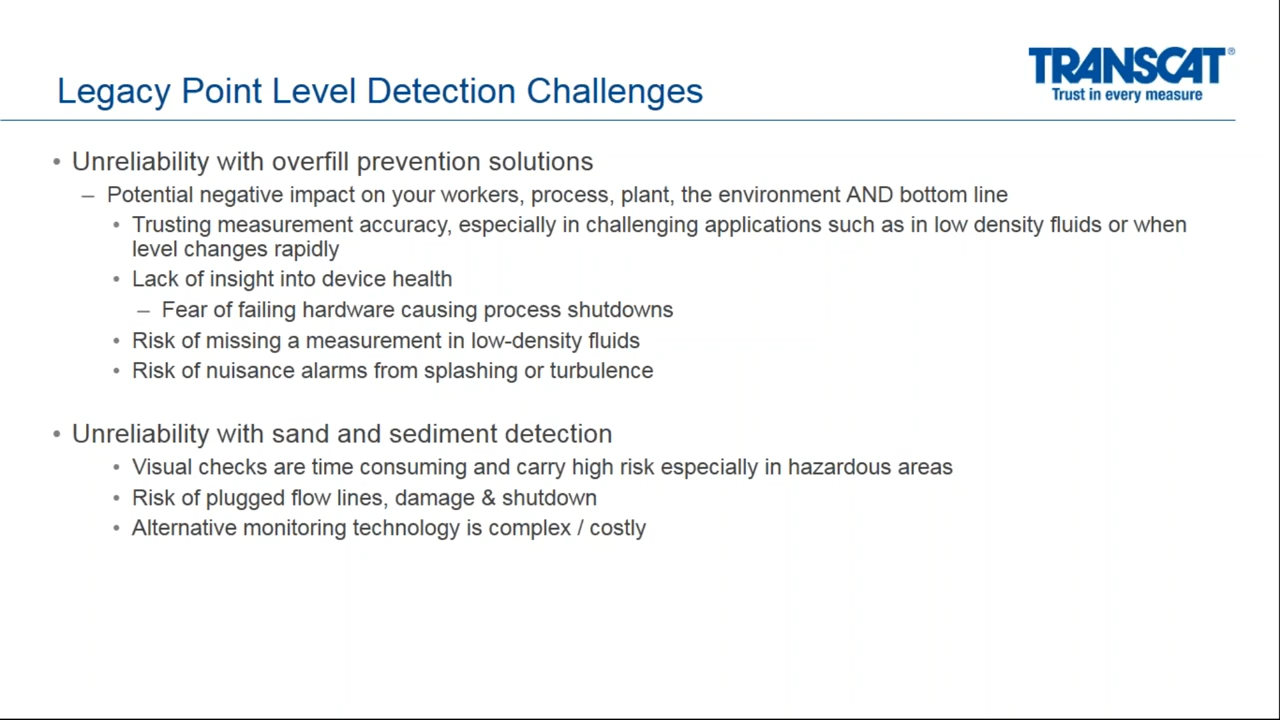 TRANSCAT®
Trust in every measure
Legacy Point Level Detection Challenges
• Unreliability with overfill prevention solutions
– Potential negative impact on your workers, process, plant, the environment AND bottom line
• Trusting measurement accuracy, especially in challenging applications such as in low density fluids or when
level changes rapidly
• Lack of insight into device health
– Fear of failing hardware causing process shutdowns
• Risk of missing a measurement in low-density fluids
• Risk of nuisance alarms from splashing or turbulence
• Unreliability with sand and sediment detection
• Visual checks are time consuming and carry high risk especially in hazardous areas
• Risk of plugged flow lines, damage & shutdown
• Alternative monitoring technology is complex / costly